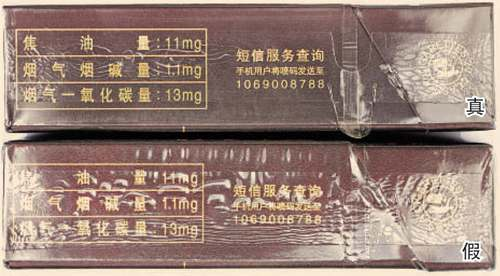 焦油量：11mg
烟气烟碱量：1.1mg
烟气一氧化碳量：13mg
短信服务查询
手机用户将喷码发送至
1069008788
真
焦油量：11mg
烟气烟碱量：1.1mg
烟气一氧化碳量：13mg
短信服务查询
手机用户将喷码发送至
1069008788
假